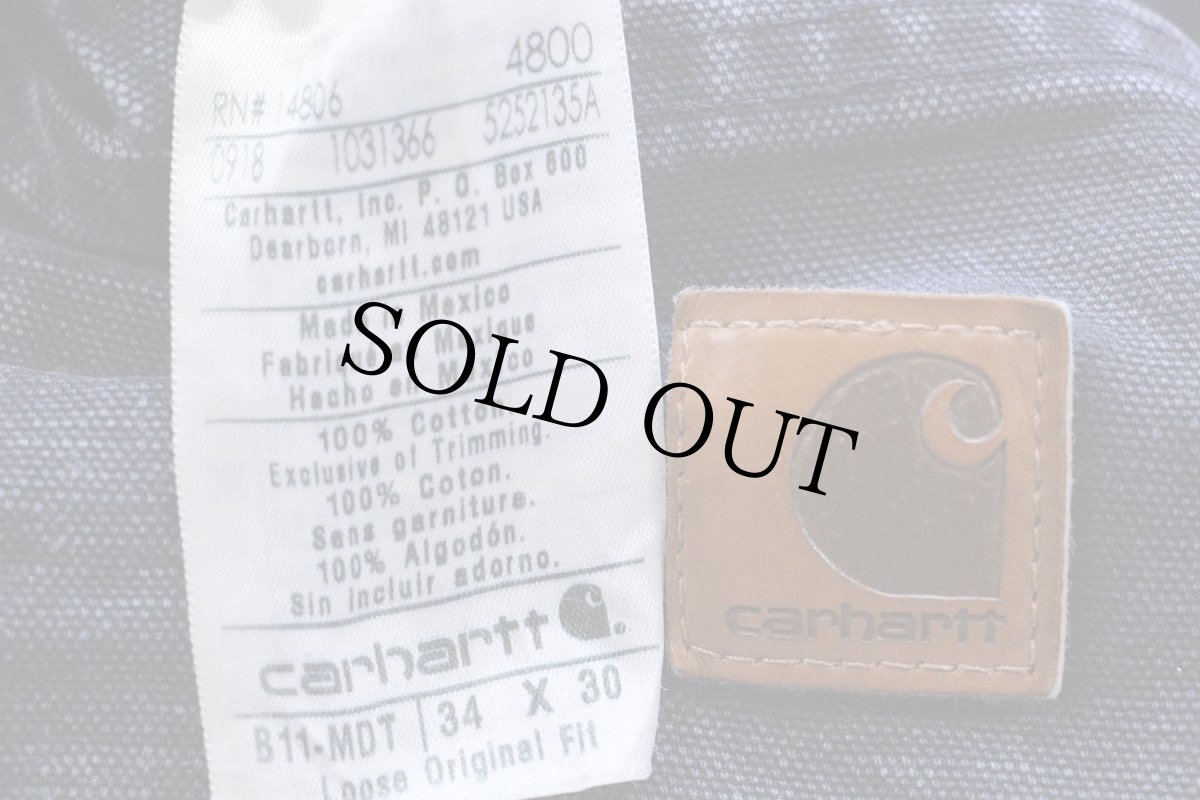 4800
RN# 14806
0918 1031366 5252135A
Carhartt, Inc. P. O. Box 600
Dearborn, MI 48121 USA
carhartt.com
Made in Mexico
Fabriqué au Mexique
Hecho en México
100% Cotton
Exclusive of Trimming.
100% Coton.
Sans garniture.
100% Algodón.
Sin incluir adorno.
carhartt
B11-MDT 34 X 30
Loose Original Fit
SOLD OUT
carhartt